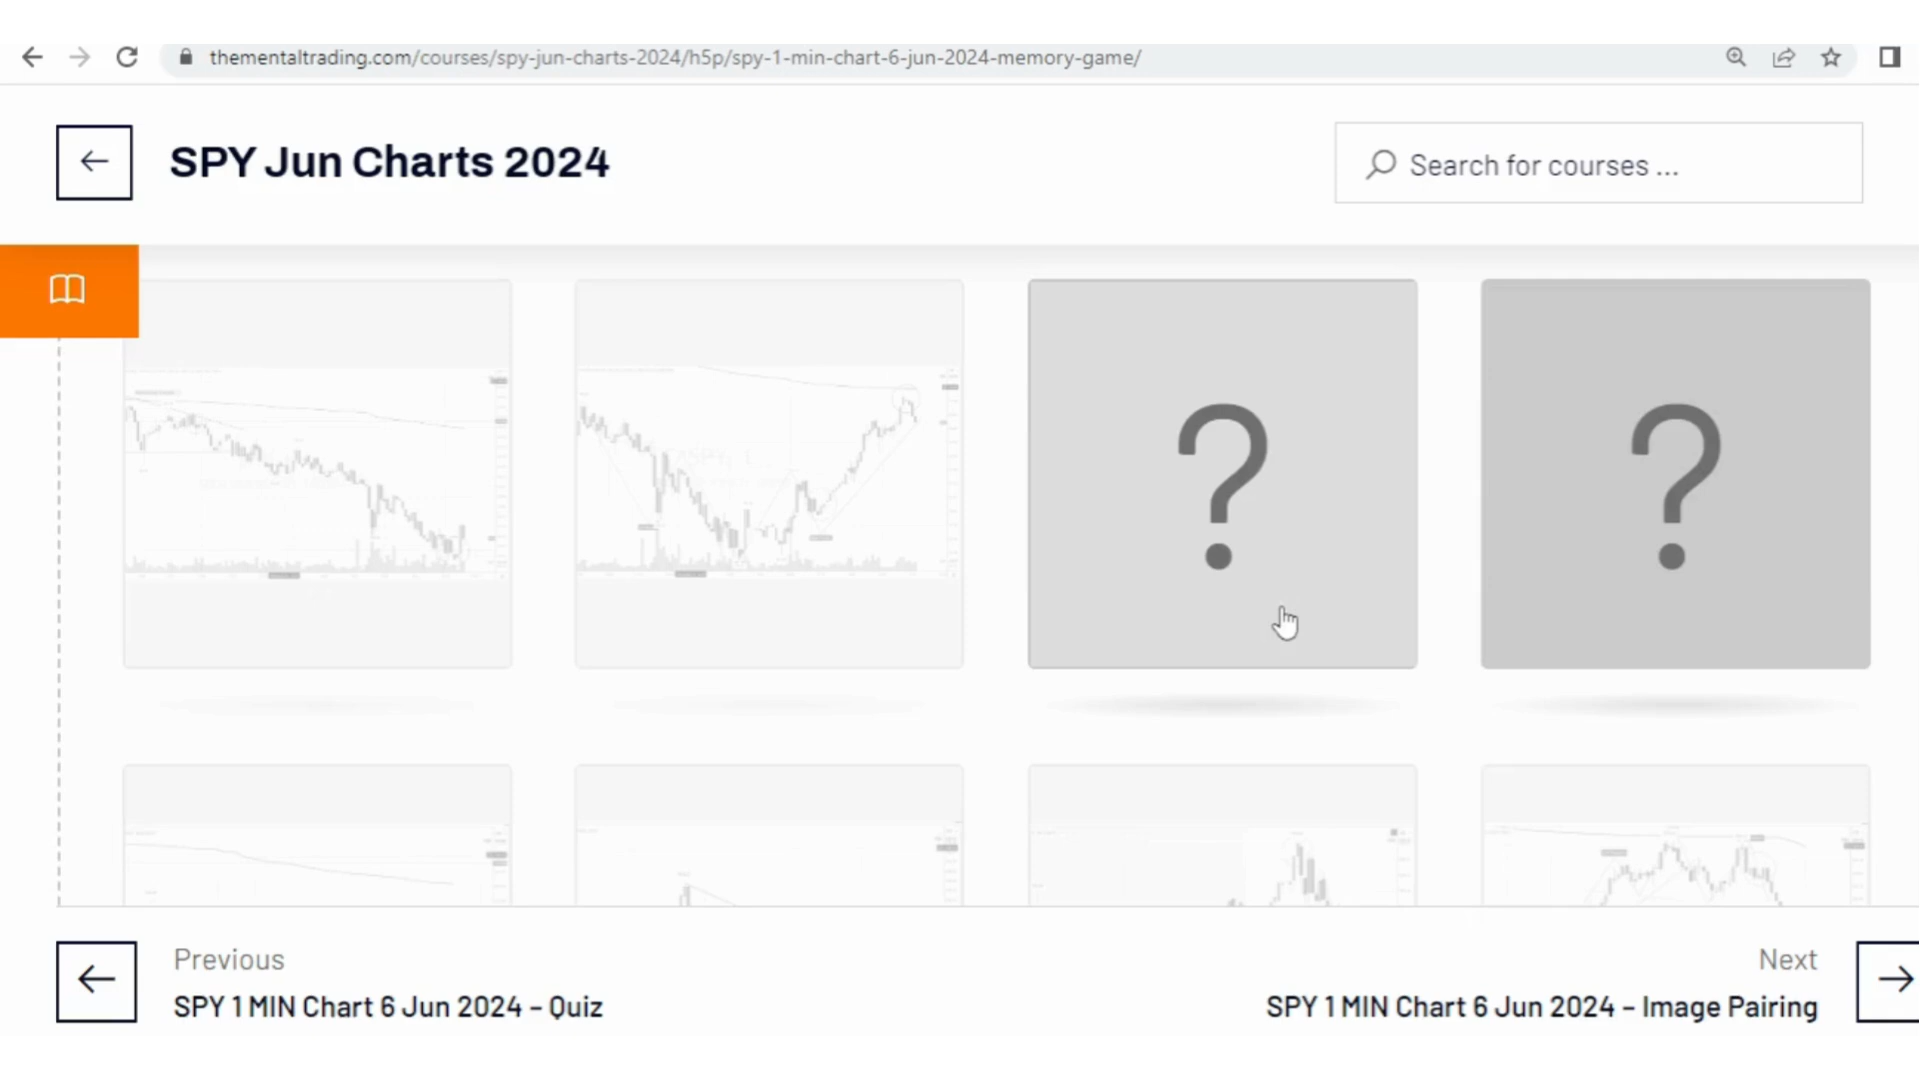 thementaltrading.com/courses/spy-jun-charts-2024/h5p/spy-1-min-chart-6-jun-2024-memory-game/
SPY Jun Charts 2024
Search for courses ...
?
?
Previous
Next
SPY 1 MIN Chart 6 Jun 2024 – Quiz
SPY 1 MIN Chart 6 Jun 2024 – Image Pairing